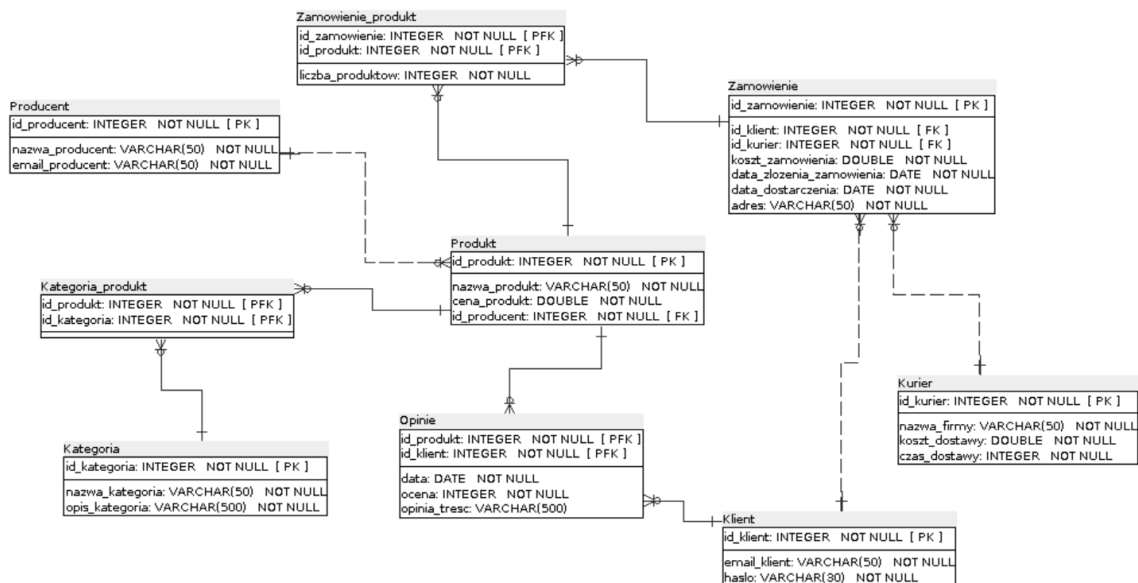 Zamowienie_produkt
id_zamowienie: INTEGER NOT NULL [ PFK ]
id_produkt: INTEGER NOT NULL [ PFK ]
liczba_produktow: INTEGER NOT NULL
Zamowienie
id_zamowienie: INTEGER NOT NULL [ PK ]
id_klient: INTEGER NOT NULL [ FK ]
id_kurier: INTEGER NOT NULL [ FK ]
koszt_zamowienia: DOUBLE NOT NULL
data_zlozenia_zamowienia: DATE NOT NULL
data_dostarczenia: DATE NOT NULL
adres: VARCHAR(50) NOT NULL
Producent
id_producent: INTEGER NOT NULL [ PK ]
nazwa_producent: VARCHAR(50) NOT NULL
email_producent: VARCHAR(50) NOT NULL
Produkt
id_produkt: INTEGER NOT NULL [ PK ]
nazwa_produkt: VARCHAR(50) NOT NULL
cena_produkt: DOUBLE NOT NULL
id_producent: INTEGER NOT NULL [ FK ]
Kategoria_produkt
id_produkt: INTEGER NOT NULL [ PFK ]
id_kategoria: INTEGER NOT NULL [ PFK ]
Kurier
id_kurier: INTEGER NOT NULL [ PK ]
nazwa_firmy: VARCHAR(50) NOT NULL
koszt_dostawy: DOUBLE NOT NULL
czas_dostawy: INTEGER NOT NULL
Opinie
id_produkt: INTEGER NOT NULL [ PFK ]
id_klient: INTEGER NOT NULL [ PFK ]
data: DATE NOT NULL
ocena: INTEGER NOT NULL
opinia_tresc: VARCHAR(500)
Kategoria
id_kategoria: INTEGER NOT NULL [ PK ]
nazwa_kategoria: VARCHAR(50) NOT NULL
opis_kategoria: VARCHAR(500) NOT NULL
Klient
id_klient: INTEGER NOT NULL [ PK ]
email_klient: VARCHAR(50) NOT NULL
haslo: VARCHAR(30) NOT NULL